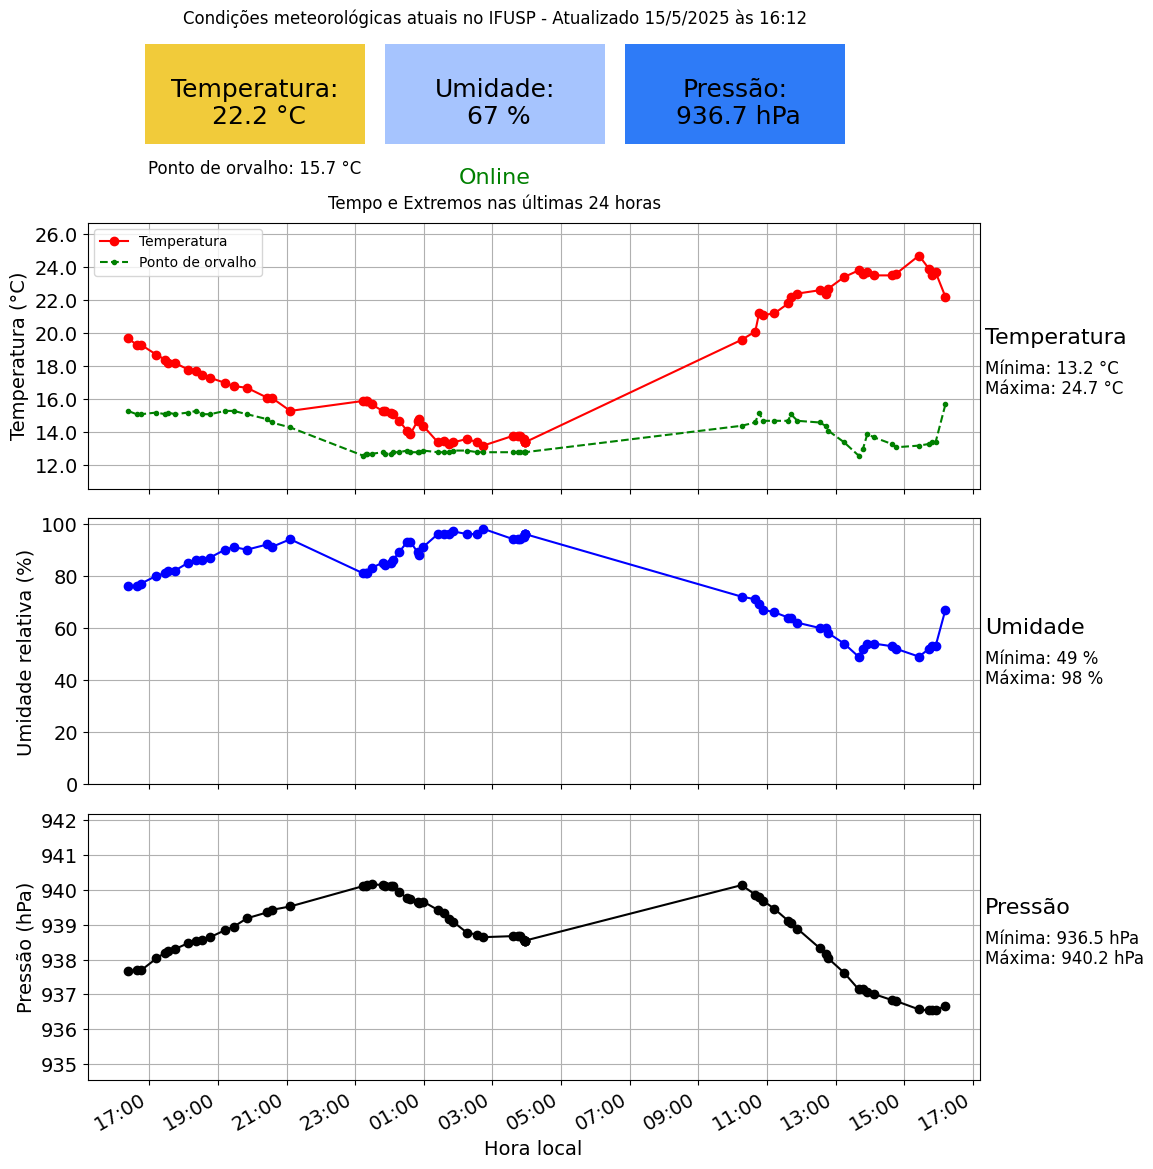 Condições meteorológicas atuais no IFUSP - Atualizado 15/5/2025 às 16:12
Temperatura:
22.2 °C
Umidade:
67 %
Pressão:
936.7 hPa
Ponto de orvalho: 15.7 °C
Online
Tempo e Extremos nas últimas 24 horas
Temperatura (°C)
26.0
24.0
22.0
20.0
18.0
16.0
14.0
12.0
Temperatura
Ponto de orvalho
Temperatura
Mínima: 13.2 °C
Máxima: 24.7 °C
Umidade relativa (%)
100
80
60
40
20
0
Umidade
Mínima: 49 %
Máxima: 98 %
Pressão (hPa)
942
941
940
939
938
937
936
935
Pressão
Mínima: 936.5 hPa
Máxima: 940.2 hPa
17:00 19:00 21:00 23:00 01:00 03:00 05:00 07:00 09:00 11:00 13:00 15:00 17:00
Hora local